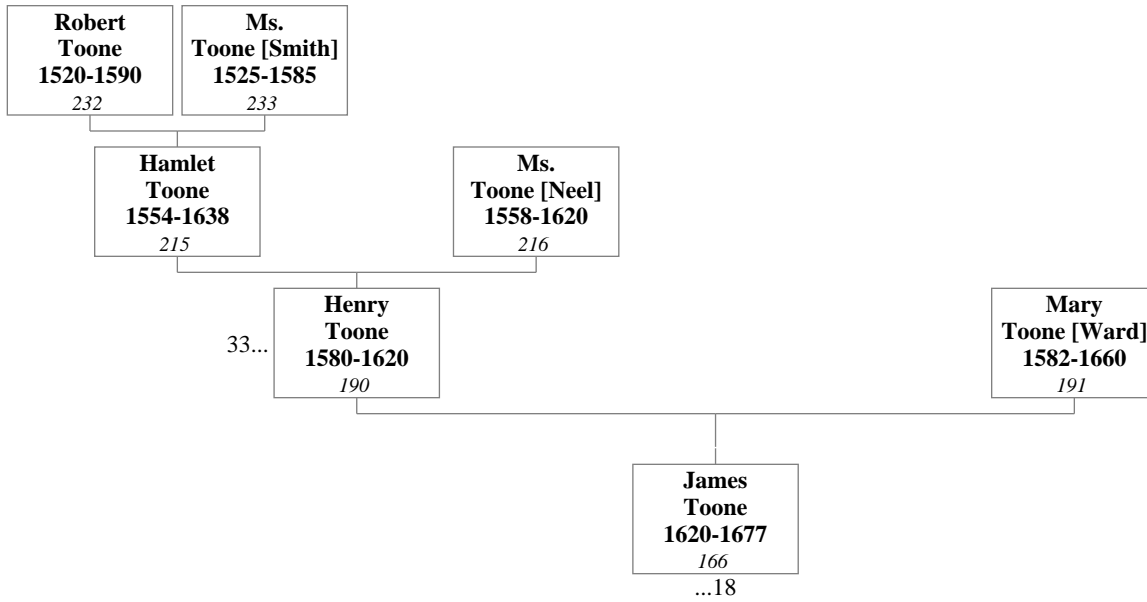 Robert
Toone
1520-1590
232
Ms.
Toone [Smith]
1525-1585
233
Hamlet
Toone
1554-1638
215
Ms.
Toone [Neel]
1558-1620
216
33...
Henry
Toone
1580-1620
190
Mary
Toone [Ward]
1582-1660
191
James
Toone
1620-1677
166
...18